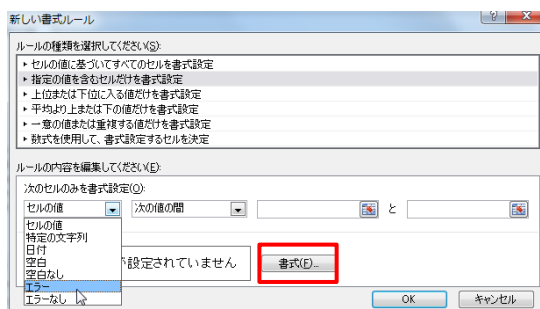 新しい書式ルール
ルールの種類を選択してください(S):
► セルの値に基づいてすべてのセルを書式設定
► 指定の値を含むセルだけを書式設定
► 上位または下位に入る値だけを書式設定
► 平均より上または下の値だけを書式設定
► 一意の値または重複する値だけを書式設定
► 数式を使用して、書式設定するセルを決定
ルールの内容を編集してください(E):
次のセルのみを書式設定(O):
セルの値 次の値の間 と
セルの値
特定の文字列
日付
空白
空白なし
設定されていません 書式(F)...
エラー
エラーなし
OK キャンセル